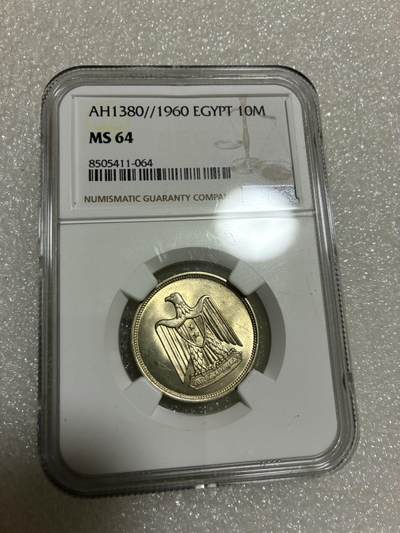 AH1380//1960 EGYPT 10M
MS 64
8505411-064
NUMISMATIC GUARANTY COMPANY